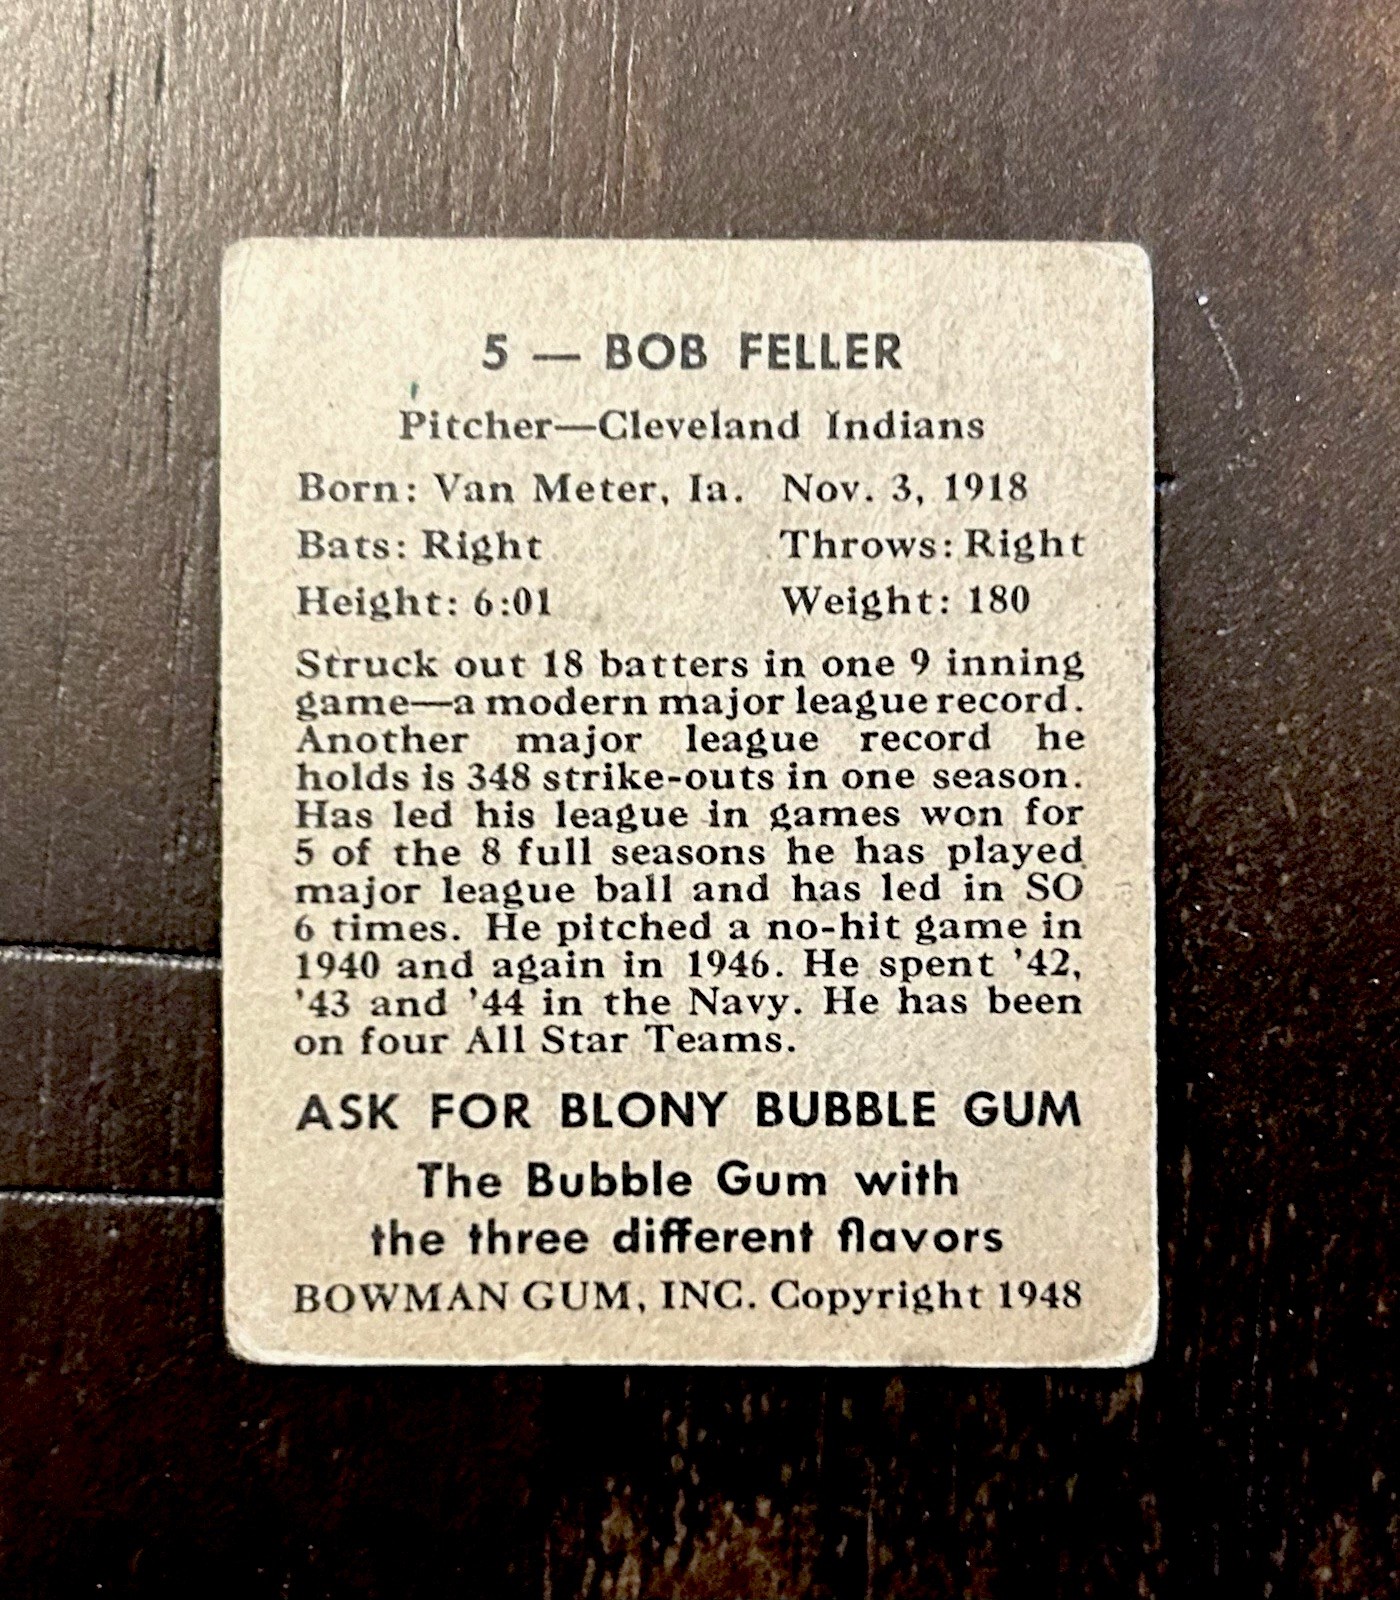 5 — BOB FELLER
Pitcher—Cleveland Indians
Born: Van Meter, Ia. Nov. 3, 1918
Bats: Right Throws: Right
Height: 6:01 Weight: 180
Struck out 18 batters in one 9 inning
game—a modern major league record.
Another major league record he
holds is 348 strike-outs in one season.
Has led his league in games won for
5 of the 8 full seasons he has played
major league ball and has led in SO
6 times. He pitched a no-hit game in
1940 and again in 1946. He spent '42,
'43 and '44 in the Navy. He has been
on four All Star Teams.
ASK FOR BLONY BUBBLE GUM
The Bubble Gum with
the three different flavors
BOWMAN GUM, INC. Copyright 1948